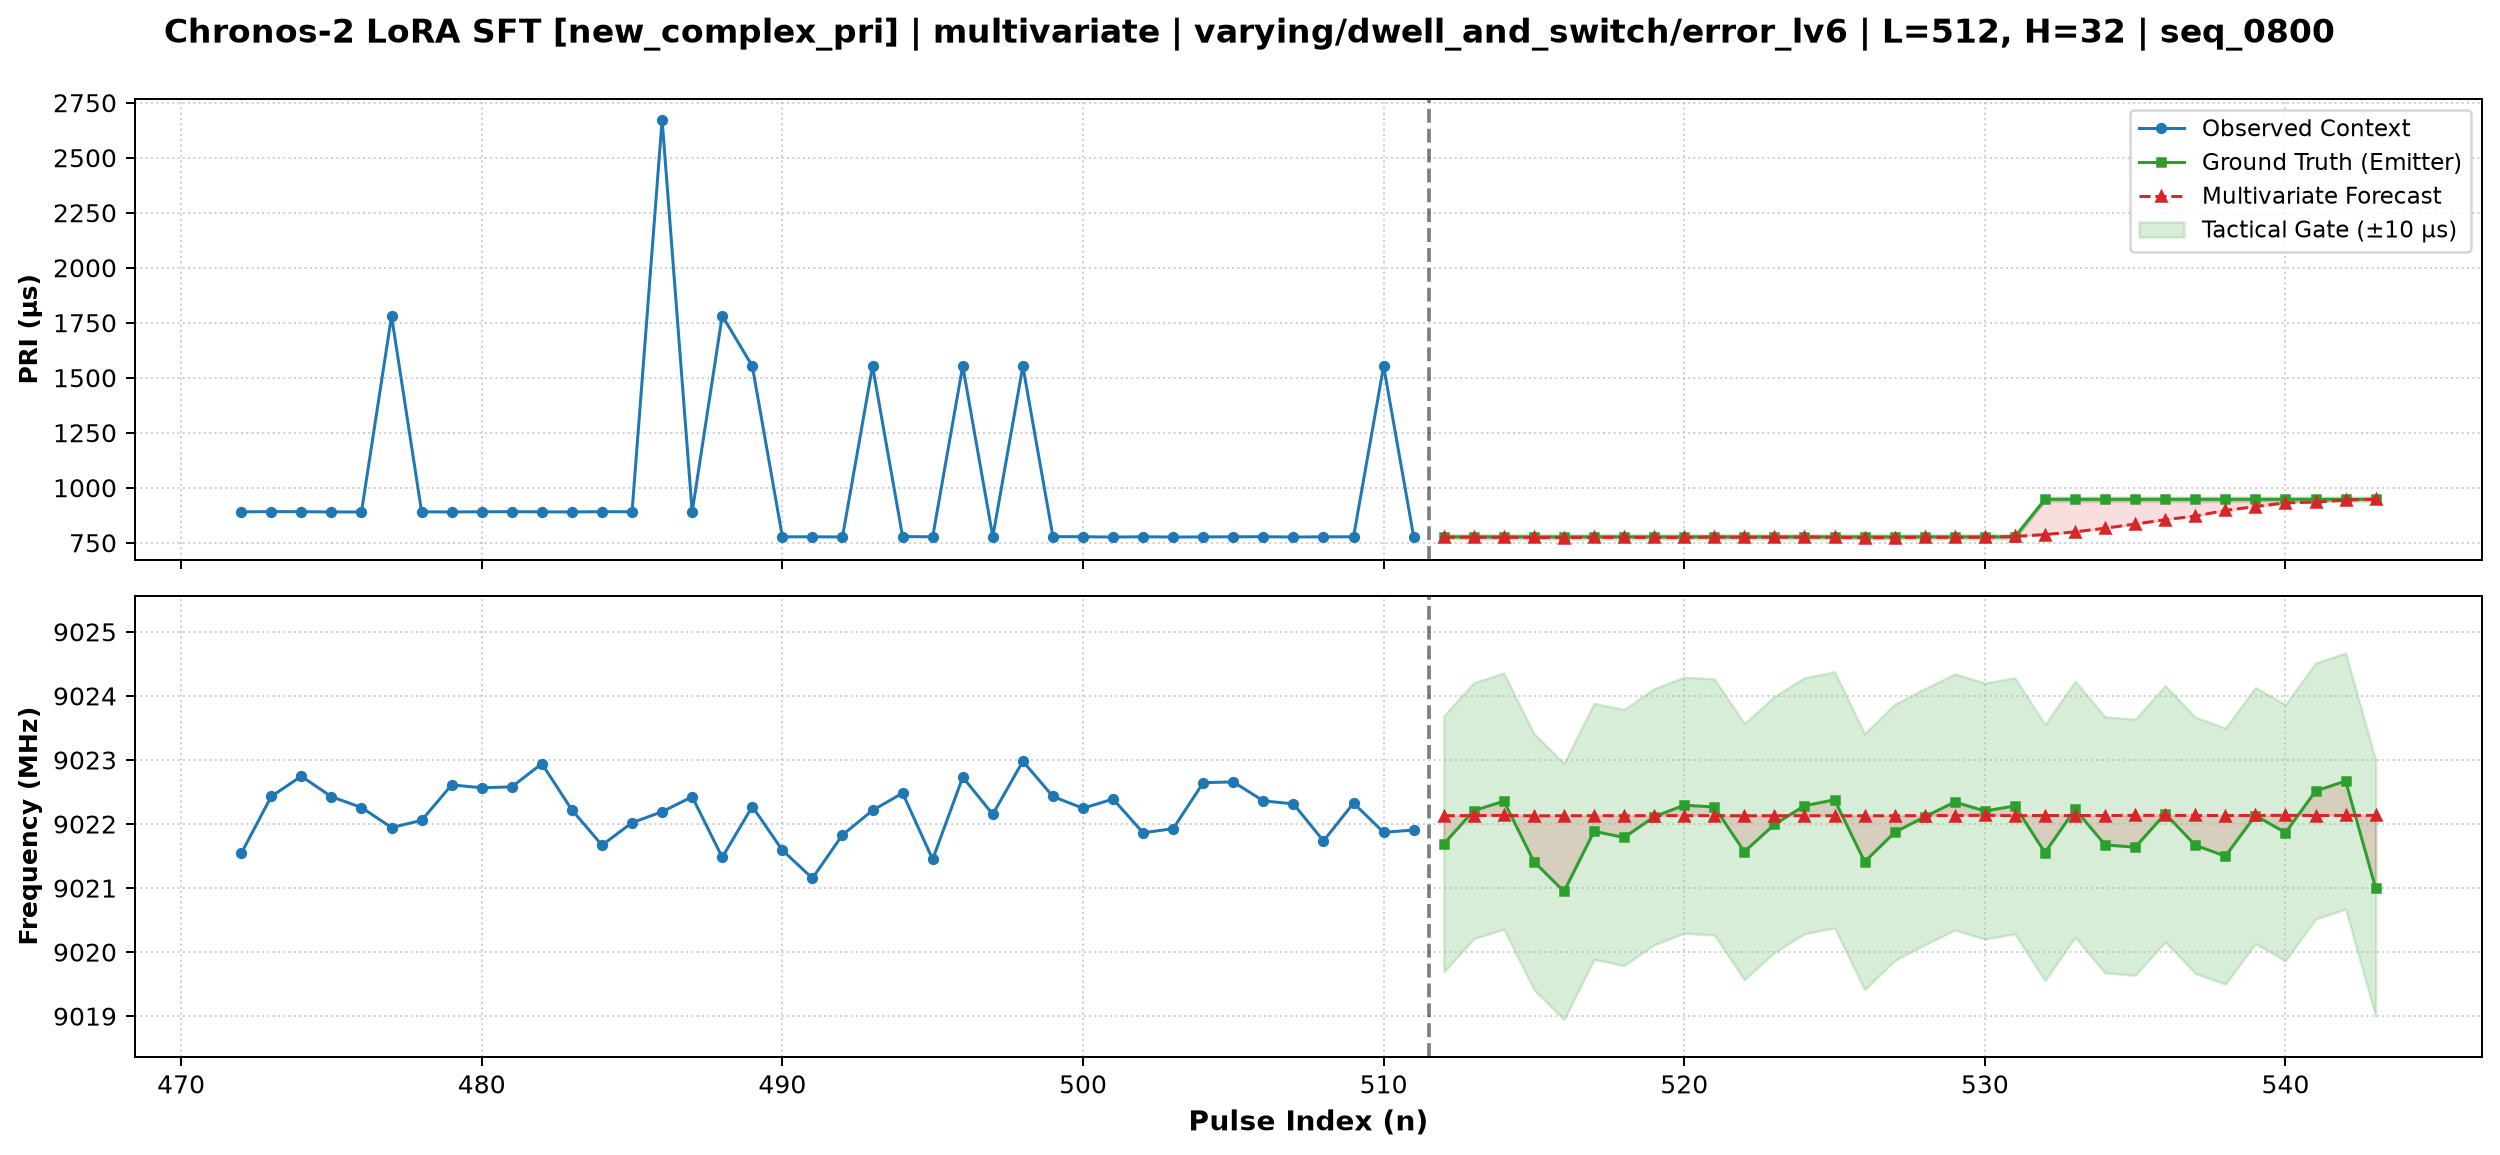 Chronos-2 LoRA SFT [new_complex_pri] | multivariate | varying/dwell_and_switch/error_lv6 | L=512, H=32 | seq_0800
PRI (µs)
2750
2500
2250
2000
1750
1500
1250
1000
750
Observed Context
Ground Truth (Emitter)
Multivariate Forecast
Tactical Gate (±10 µs)
Frequency (MHz)
9025
9024
9023
9022
9021
9020
9019
470 480 490 500 510 520 530 540
Pulse Index (n)